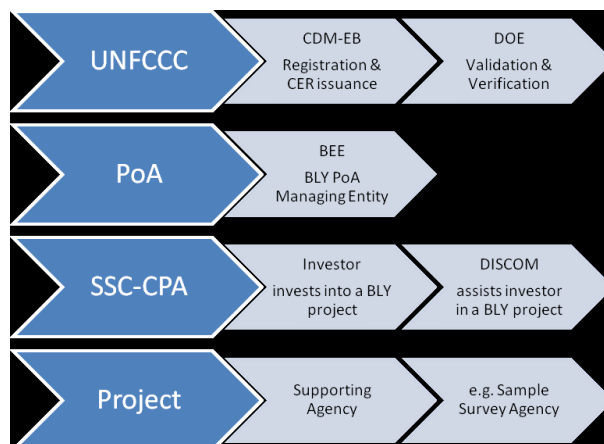 UNFCCC
CDM-EB
Registration &
CER issuance
DOE
Validation &
Verification
PoA
BEE
BLY PoA
Managing Entity
SSC-CPA
Investor
invests into a BLY
project
DISCOM
assists investor
in a BLY project
Project
Supporting
Agency
e.g. Sample
Survey Agency